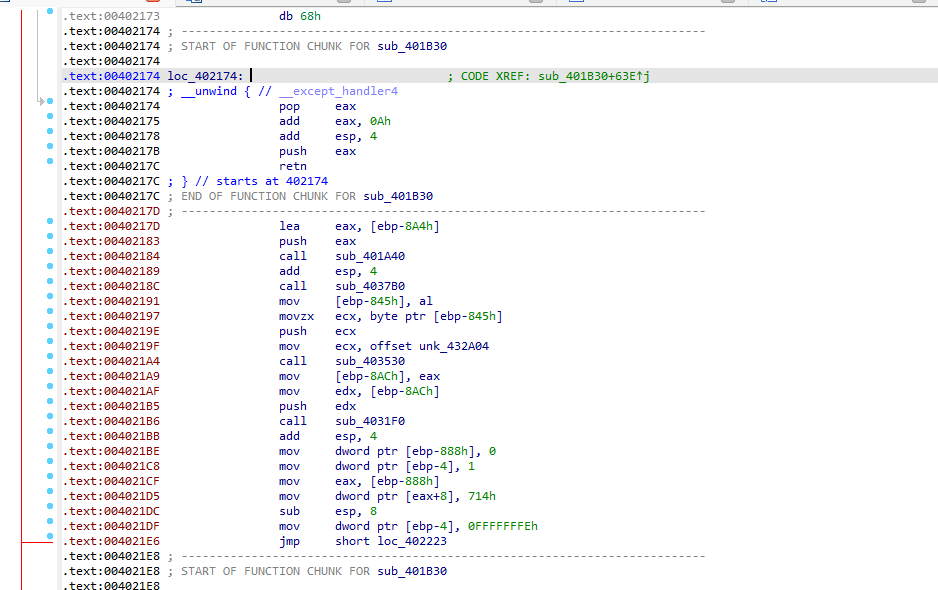 .text:00402173                 db 68h
.text:00402174 ; ---------------------------------------------------------------------------
.text:00402174 ; START OF FUNCTION CHUNK FOR sub_401B30
.text:00402174
.text:00402174 loc_402174:                             ; CODE XREF: sub_401B30+63E↑j
.text:00402174 ; __unwind { // __except_handler4
.text:00402174                 pop     eax
.text:00402175                 add     eax, 0Ah
.text:00402178                 add     esp, 4
.text:0040217B                 push    eax
.text:0040217C                 retn
.text:0040217C ; } // starts at 402174
.text:0040217C ; END OF FUNCTION CHUNK FOR sub_401B30
.text:0040217D ; ---------------------------------------------------------------------------
.text:0040217D                 lea     eax, [ebp-8A4h]
.text:00402183                 push    eax
.text:00402184                 call    sub_401A40
.text:00402189                 add     esp, 4
.text:0040218C                 call    sub_4037B0
.text:00402191                 mov     [ebp-845h], al
.text:00402197                 movzx   ecx, byte ptr [ebp-845h]
.text:0040219E                 push    ecx
.text:0040219F                 mov     ecx, offset unk_432A04
.text:004021A4                 call    sub_403530
.text:004021A9                 mov     [ebp-8ACh], eax
.text:004021AF                 mov     edx, [ebp-8ACh]
.text:004021B5                 push    edx
.text:004021B6                 call    sub_4031F0
.text:004021BB                 add     esp, 4
.text:004021BE                 mov     dword ptr [ebp-888h], 0
.text:004021C8                 mov     dword ptr [ebp-4], 1
.text:004021CF                 mov     eax, [ebp-888h]
.text:004021D5                 mov     dword ptr [eax+8], 714h
.text:004021DC                 sub     esp, 8
.text:004021DF                 mov     dword ptr [ebp-4], 0FFFFFFFEh
.text:004021E6                 jmp     short loc_402223
.text:004021E8 ; ---------------------------------------------------------------------------
.text:004021E8 ; START OF FUNCTION CHUNK FOR sub_401B30
.text:004021E8